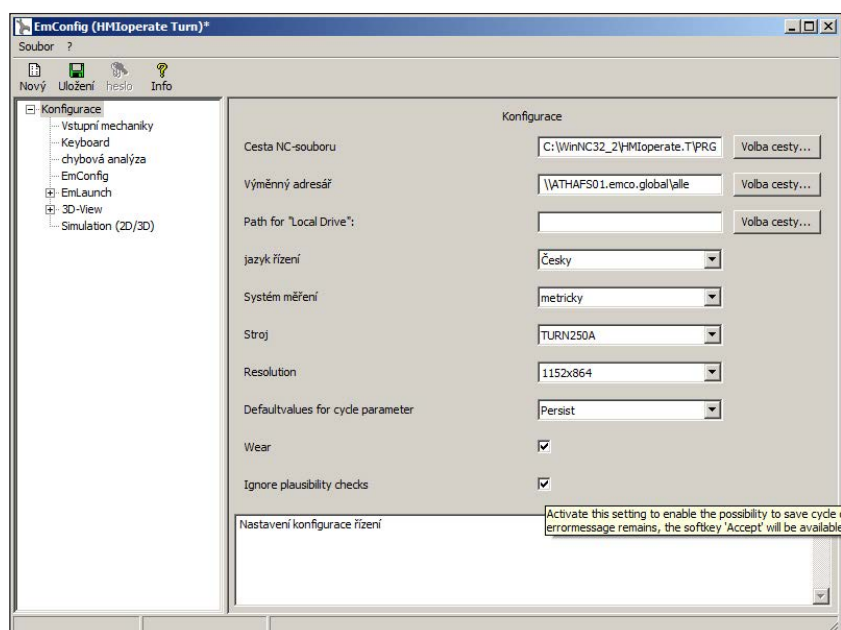 EmConfig (HMIoperate Turn)*
Soubor ?
Nový Uložení heslo Info
Konfigurace
Vstupní mechaniky
Keyboard
chybová analýza
EmConfig
EmLaunch
3D-View
Simulation (2D/3D)
Konfigurace
Cesta NC-souboru C:\WinNC32_2\HMIoperate.T\PRG Volba cesty...
Výměnný adresář \\ATHAFS01.emco.global\alle Volba cesty...
Path for "Local Drive": Volba cesty...
jazyk řízení Česky
Systém měření metricky
Stroj TURN250A
Resolution 1152x864
Defaultvalues for cycle parameter Persist
Wear
Ignore plausibility checks
Activate this setting to enable the possibility to save cycle
errormessage remains, the softkey 'Accept' will be available
Nastavení konfigurace řízení